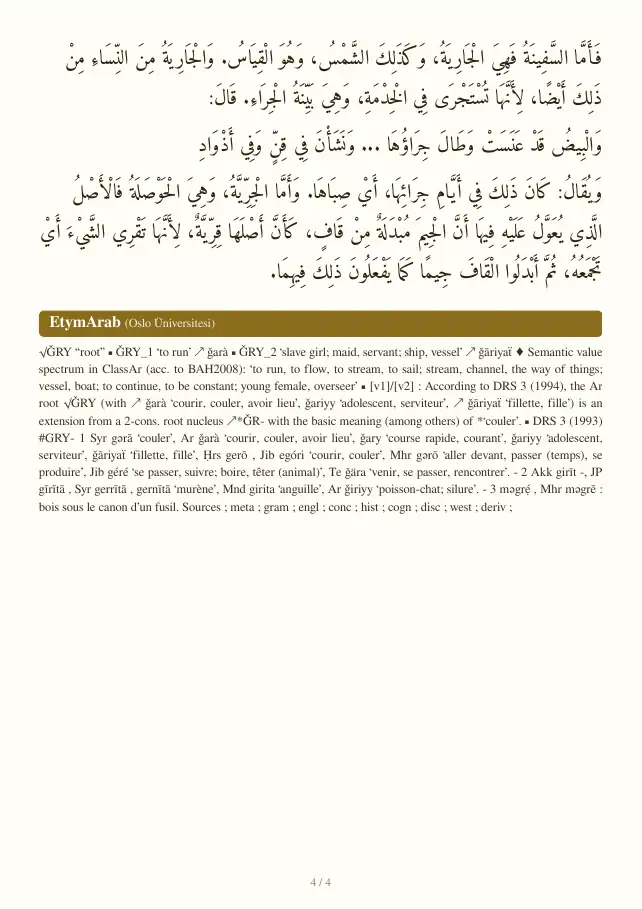 فَأَمَّا السَّفِينَةُ فَهِيَ الْجَارِيَةُ، وَكَذَلِكَ الشَّمْسُ، وَهُوَ الْقِيَاسُ. وَالْجَارِيَةُ مِنَ النِّسَاءِ مِنْ
ذَلِكَ أَيْضًا، لِأَنَّهَا تُسْتَجْرَى فِي الْخِدْمَةِ، وَهِيَ بَيِّنَةُ الْجِرَاءِ. قَالَ:
وَالْبِيضُ قَدْ عَنَسَتْ وَطَالَ جِرَاؤُهَا ... وَنَشَأْنَ فِي قِنٍّ وَفِي أَذْوَادِ
وَيُقَالُ: كَانَ ذَلِكَ فِي أَيَّامِ جِرَائِهَا، أَيْ صِبَاهَا. وَأَمَّا الْجِرِّيَّةُ، وَهِيَ الْحَوْصَلَةُ فَالْأَصْلُ
الَّذِي يُعَوَّلُ عَلَيْهِ فِيهَا أَنَّ الْجِيمَ مُبْدَلَةٌ مِنْ قَافٍ، كَأَنَّ أَصْلَهَا قِرِّيَّةٌ، لِأَنَّهَا تَقْرِي الشَّيْءَ أَيْ
تَجْمَعُهُ، ثُمَّ أَبْدَلُوا الْقَافَ جِيمًا كَمَا يَفْعَلُونَ ذَلِكَ فِيهِمَا.
EtymArab (Oslo Üniversitesi)
√ǦRY “root” ▪ ǦRY_1 ‘to run’ ↗ ǧarà ▪ ǦRY_2 ‘slave girl; maid, servant; ship, vessel’ ↗ ǧāriyaẗ ♦ Semantic value
spectrum in ClassAr (acc. to BAH2008): ‘to run, to flow, to stream, to sail; stream, channel, the way of things;
vessel, boat; to continue, to be constant; young female, overseer’ ▪ [v1]/[v2] : According to DRS 3 (1994), the Ar
root √ǦRY (with ↗ ǧarà ‘courir, couler, avoir lieu’, ǧariyy ‘adolescent, serviteur’, ↗ ǧāriyaẗ ‘fillette, fille’) is an
extension from a 2-cons. root nucleus ↗*ǦR- with the basic meaning (among others) of *‘couler’. ▪ DRS 3 (1993)
#GRY- 1 Syr gərā ‘couler’, Ar ǧarà ‘courir, couler, avoir lieu’, ǧary ‘course rapide, courant’, ǧariyy ‘adolescent,
serviteur’, ǧāriyaẗ ‘fillette, fille’, Ḥrs gerō , Jib egóri ‘courir, couler’, Mhr gərō ‘aller devant, passer (temps), se
produire’, Jib géré ‘se passer, suivre; boire, têter (animal)’, Te ğāra ‘venir, se passer, rencontrer’. - 2 Akk girīt -, JP
gīrītā , Syr gerrītā , gernītā ‘murène’, Mnd girita ‘anguille’, Ar ǧiriyy ‘poisson-chat; silure’. - 3 məgrẹ́ , Mhr məgrē :
bois sous le canon d’un fusil. Sources ; meta ; gram ; engl ; conc ; hist ; cogn ; disc ; west ; deriv ;
4 / 4